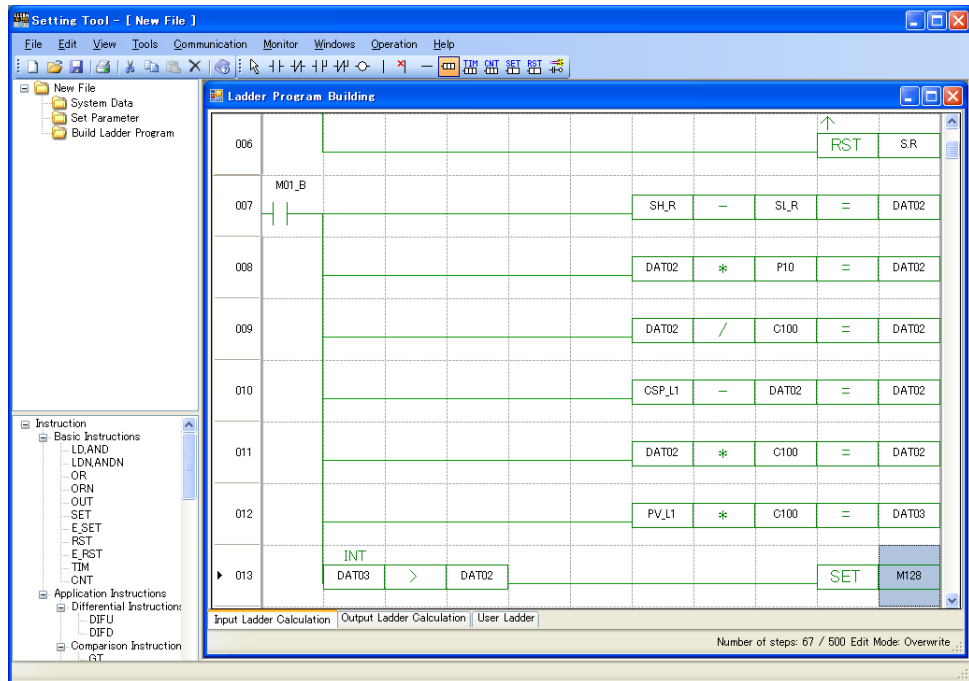 Setting Tool - [ New File ]
File Edit View Tools Communication Monitor Windows Operation Help
TIM CNT SET RST
New File
System Data
Set Parameter
Build Ladder Program
Instruction
Basic Instructions
LD,AND
LDN,ANDN
OR
ORN
OUT
SET
E_SET
RST
E_RST
TIM
CNT
Application Instructions
Differential Instructions
DIFU
DIFD
Comparison Instruction
GT
Ladder Program Building
006 RST S.R
M01_B
007 SH_R - SL_R = DAT02
008 DAT02 * P10 = DAT02
009 DAT02 / C100 = DAT02
010 CSP_L1 - DAT02 = DAT02
011 DAT02 * C100 = DAT02
012 PV_L1 * C100 = DAT03
INT
013 DAT03 > DAT02 SET M128
Input Ladder Calculation Output Ladder Calculation User Ladder
Number of steps: 67 / 500 Edit Mode: Overwrite